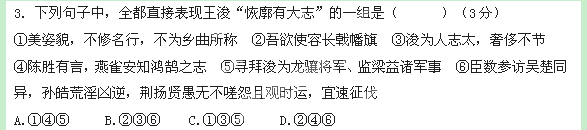 3. 下列句子中，全都直接表现王浚“恢廓有大志”的一组是（ ）（3分）
①美姿貌，不修名行，不为乡曲所称 ②吾欲使容长戟幡旗 ③浚为人志太，奢侈不节
④陈胜有言，燕雀安知鸿鹄之志 ⑤寻拜浚为龙骧将军、监梁益诸军事 ⑥臣数参访吴楚同
异，孙皓荒淫凶逆，荆扬贤愚无不嗟怨且观时运，宜速征伐
A.①④⑤ B.②③⑥ C.①③⑤ D.②④⑥